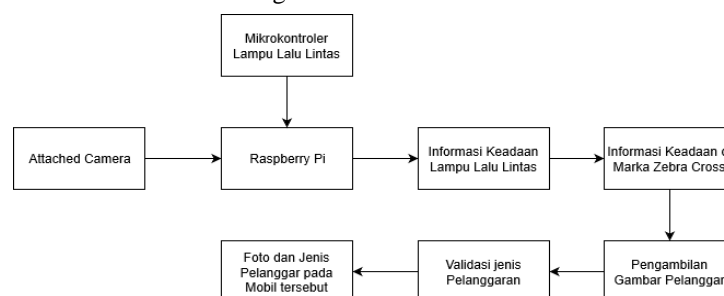 Mikrokontroler
Lampu Lalu Lintas
Attached Camera
Raspberry Pi
Informasi Keadaan
Lampu Lalu Lintas
Informasi Keadaan
Marka Zebra Cross
Foto dan Jenis
Pelanggar pada
Mobil tersebut
Validasi jenis
Pelanggaran
Pengambilan
Gambar Pelanggar